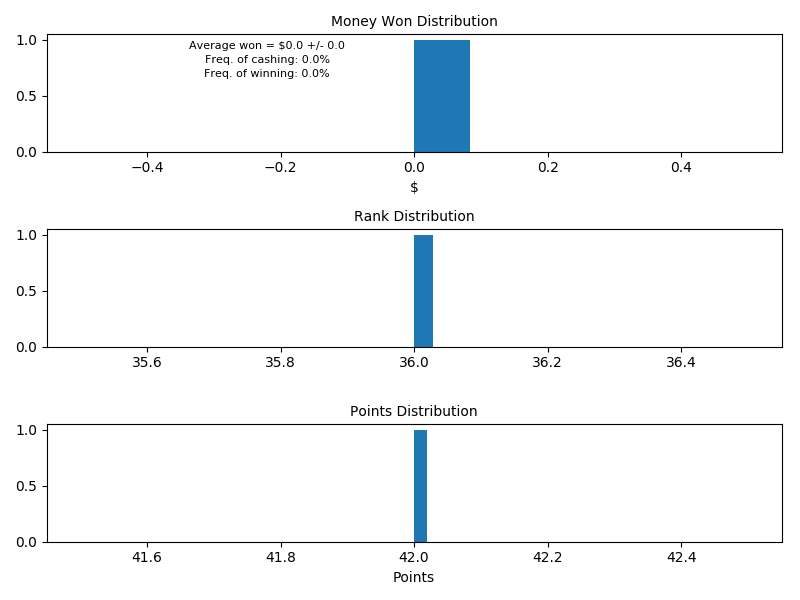 Money Won Distribution
1.0
Average won = $0.0 +/- 0.0
Freq. of cashing: 0.0%
Freq. of winning: 0.0%
0.5
0.0
−0.4 −0.2 0.0 0.2 0.4
$
Rank Distribution
1.0
0.5
0.0
35.6 35.8 36.0 36.2 36.4
Points Distribution
1.0
0.5
0.0
41.6 41.8 42.0 42.2 42.4
Points